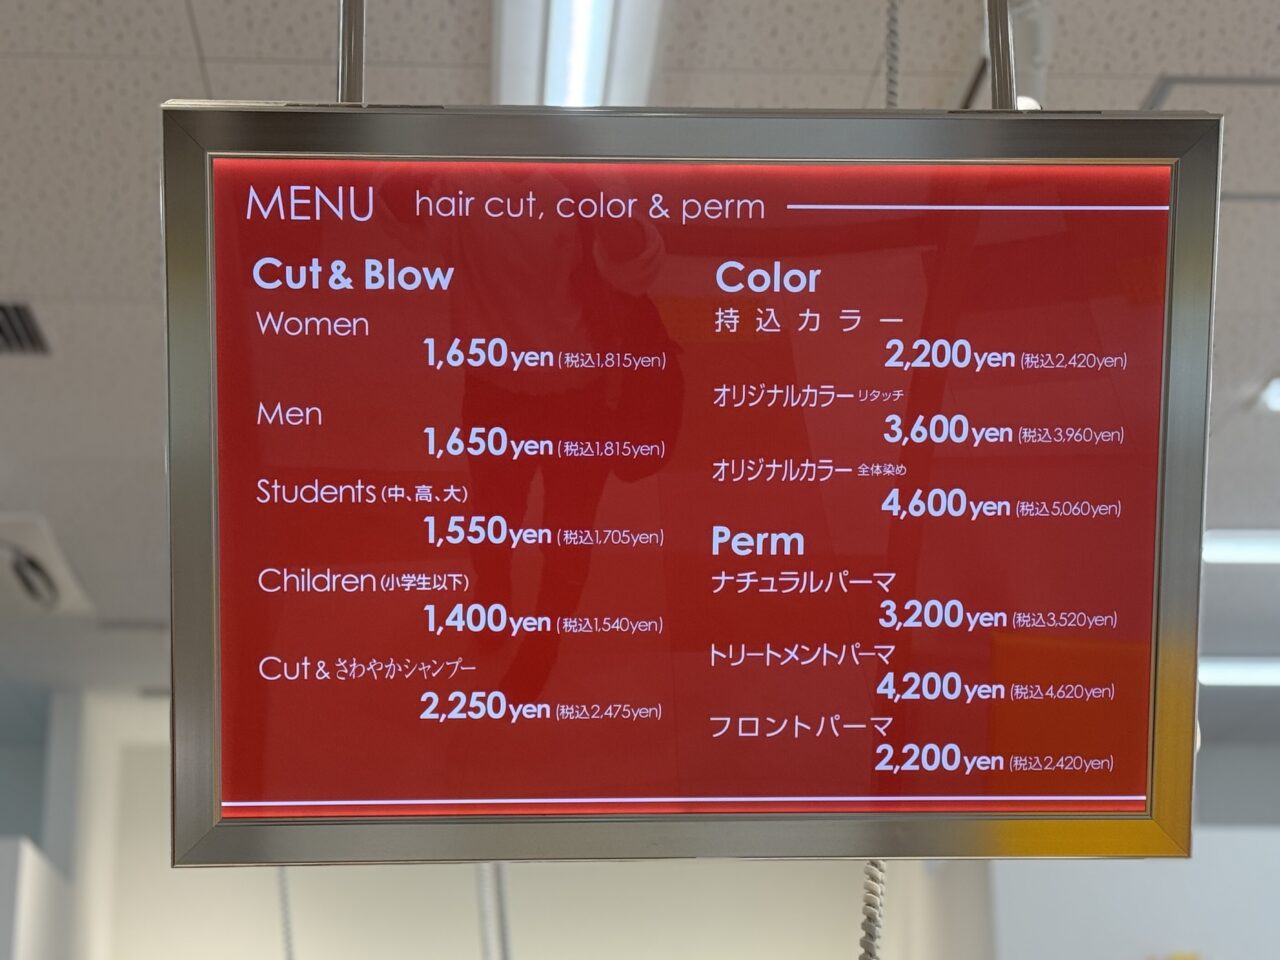 MENU hair cut, color & perm
Cut & Blow
Women
1,650yen (税込1,815yen)
Men
1,650yen (税込1,815yen)
Students (中、高、大)
1,550yen (税込1,705yen)
Children (小学生以下)
1,400yen (税込1,540yen)
Cut & さわやかシャンプー
2,250yen (税込2,475yen)
Color
持込カラー
2,200yen (税込2,420yen)
オリジナルカラー リタッチ
3,600yen (税込3,960yen)
オリジナルカラー 全体染め
4,600yen (税込5,060yen)
Perm
ナチュラルパーマ
3,200yen (税込3,520yen)
トリートメントパーマ
4,200yen (税込4,620yen)
フロントパーマ
2,200yen (税込2,420yen)